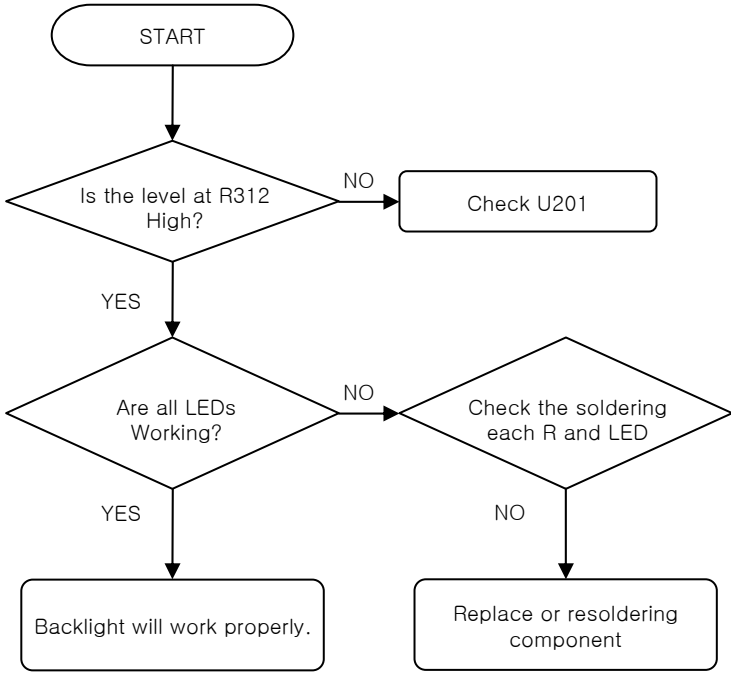 START
Is the level at R312
High?
NO
Check U201
YES
Are all LEDs
Working?
NO
Check the soldering
each R and LED
YES
NO
Backlight will work properly.
Replace or resoldering
component